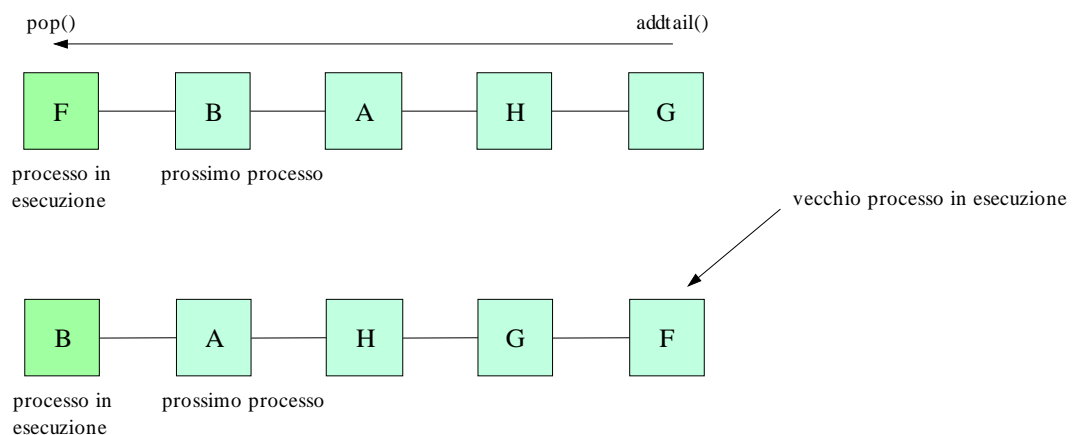 pop() addtail()
F B A H G
processo in esecuzione
prossimo processo
vecchio processo in esecuzione
B A H G F
processo in esecuzione
prossimo processo